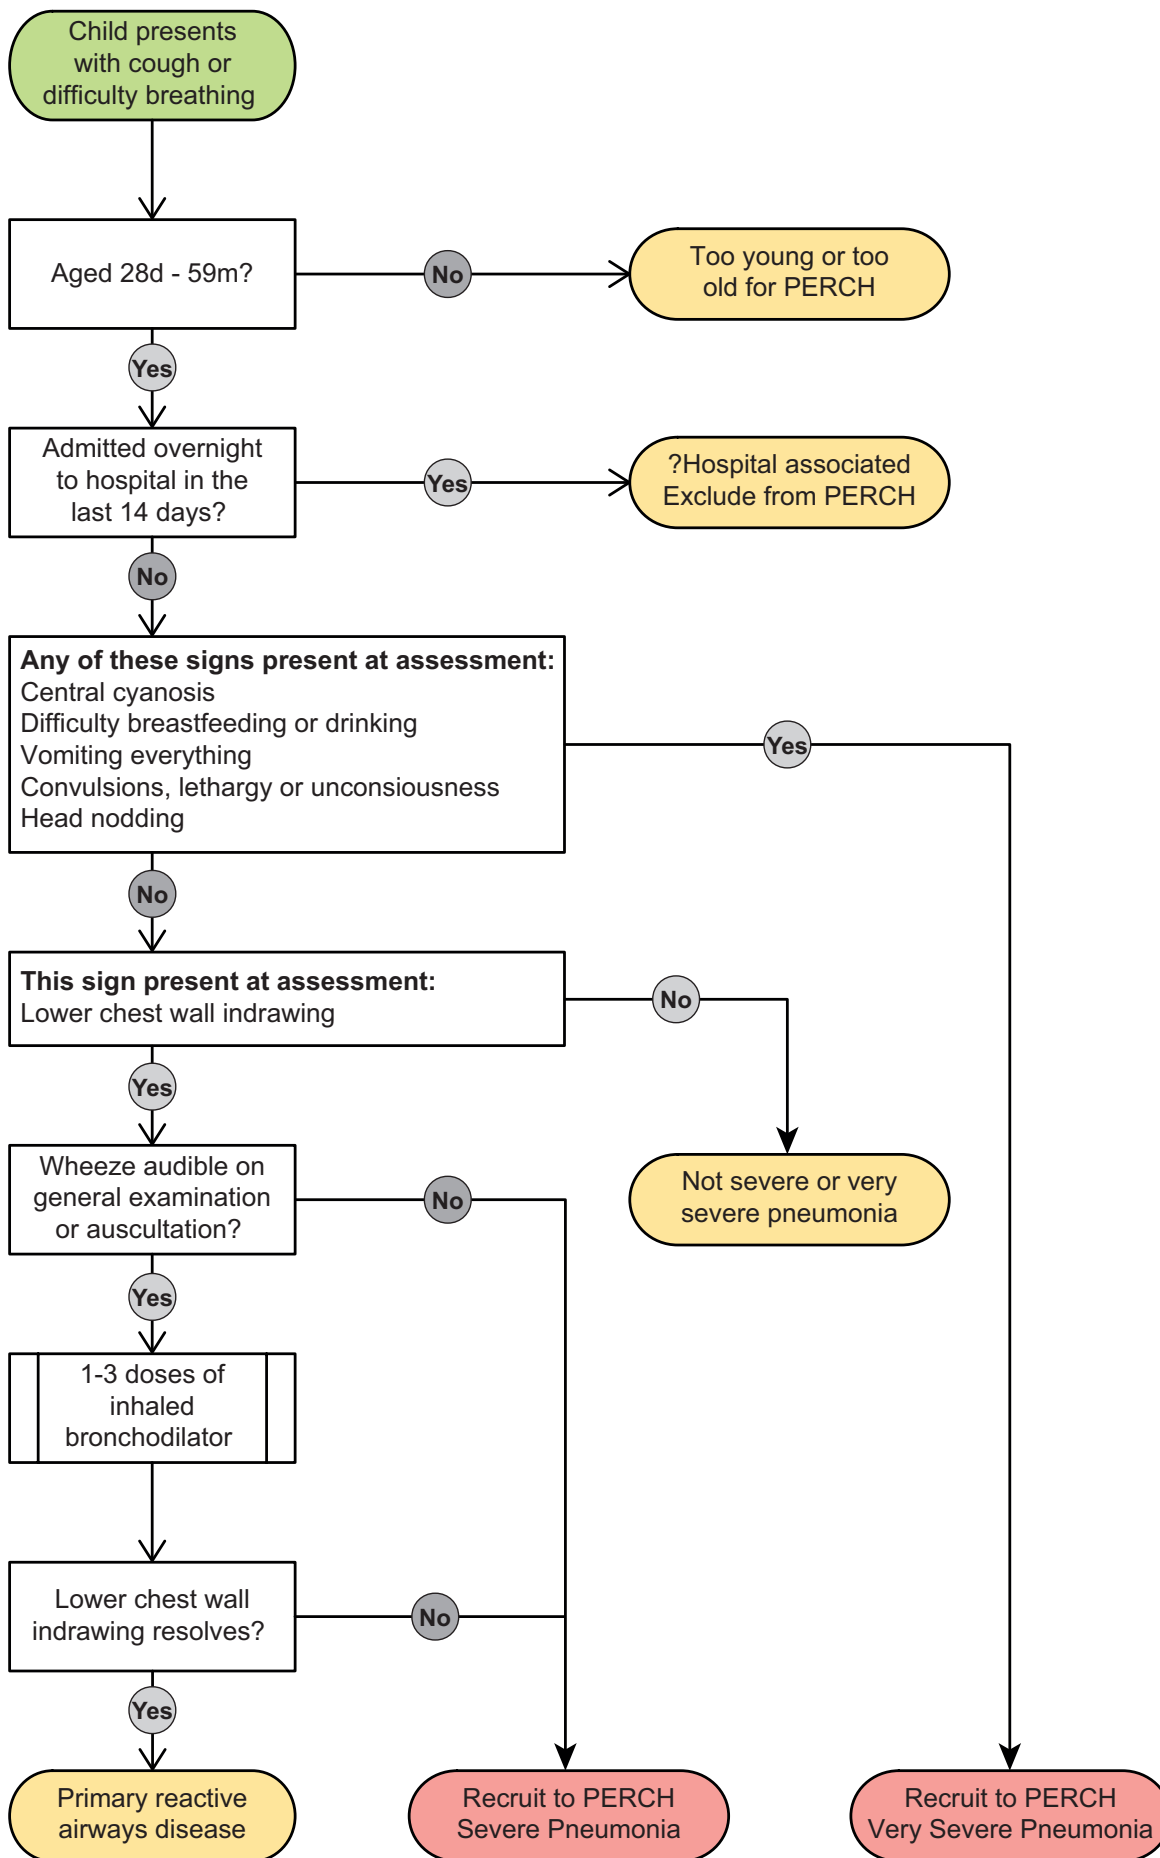 Child presents
with cough or
difficulty breathing
Aged 28d - 59m?
No
Too young or too
old for PERCH
Yes
Admitted overnight
to hospital in the
last 14 days?
Yes
?Hospital associated
Exclude from PERCH
No
Any of these signs present at assessment:
Central cyanosis
Difficulty breastfeeding or drinking
Vomiting everything
Convulsions, lethargy or unconsiousness
Head nodding
Yes
No
This sign present at assessment:
Lower chest wall indrawing
No
Yes
Wheeze audible on
general examination
or auscultation?
No
Not severe or very
severe pneumonia
Yes
1-3 doses of
inhaled
bronchodilator
Lower chest wall
indrawing resolves?
No
Yes
Primary reactive
airways disease
Recruit to PERCH
Severe Pneumonia
Recruit to PERCH
Very Severe Pneumonia